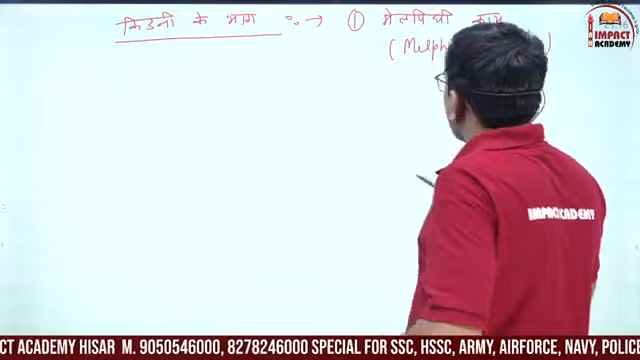 किडनी के भाग :→ ① मेलपिघी काय
( Melph )
IMPACT
ACADEMY
IMPACT ACADEMY
CT ACADEMY HISAR M. 9050546000, 8278246000 SPECIAL FOR SSC, HSSC, ARMY, AIRFORCE, NAVY, POLICE